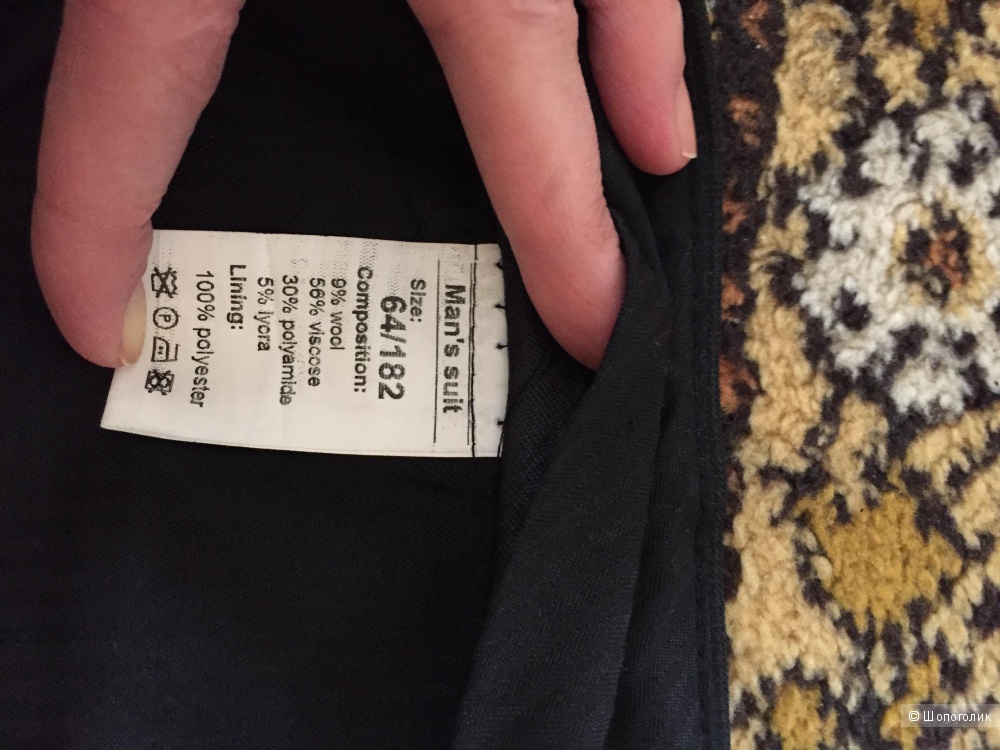 Man's suit
Size:
64/182
Composition:
9% wool
56% viscose
30% polyamide
5% lycra
Lining:
100% polyester
P
© Шопоголик